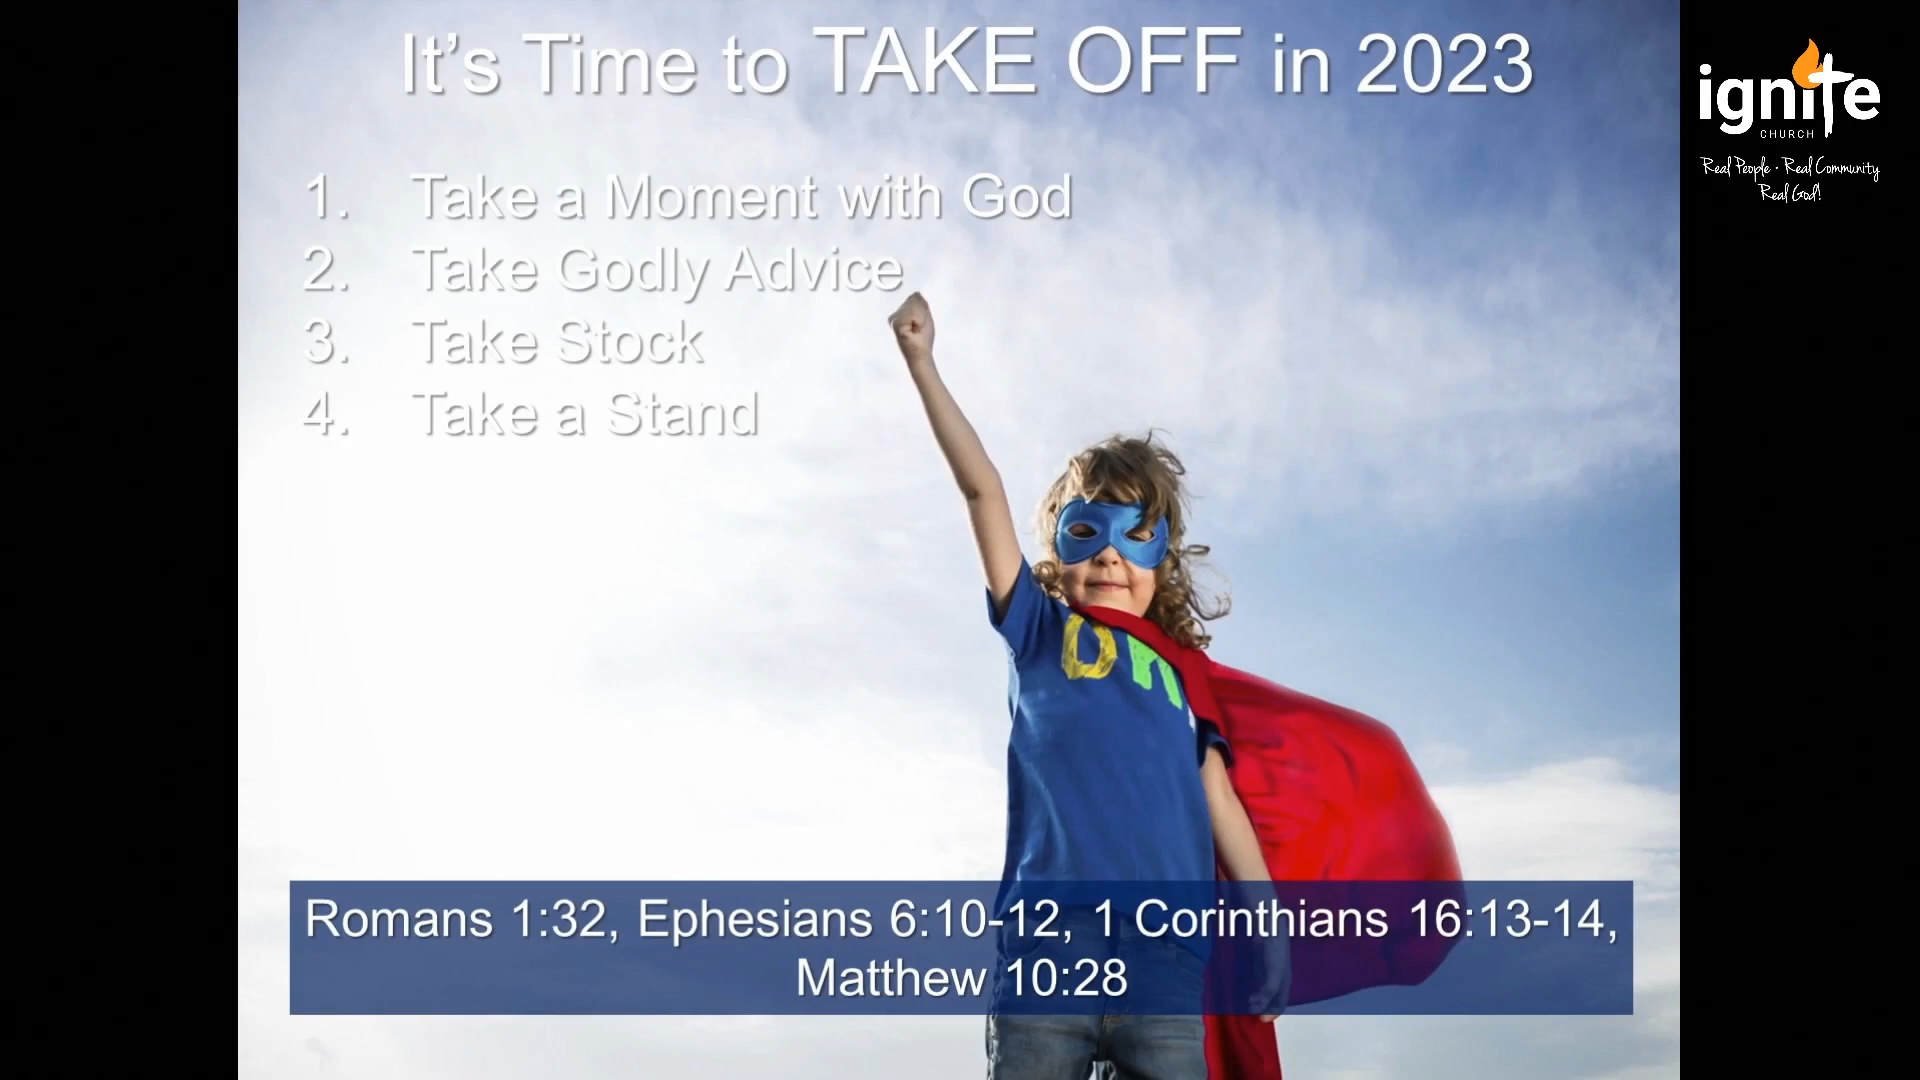 It's Time to TAKE OFF in 2023
1. Take a Moment with God
2. Take Godly Advice
3. Take Stock
4. Take a Stand
Romans 1:32, Ephesians 6:10-12, 1 Corinthians 16:13-14,
Matthew 10:28
ignite
CHURCH
Real People · Real Community
Real God!